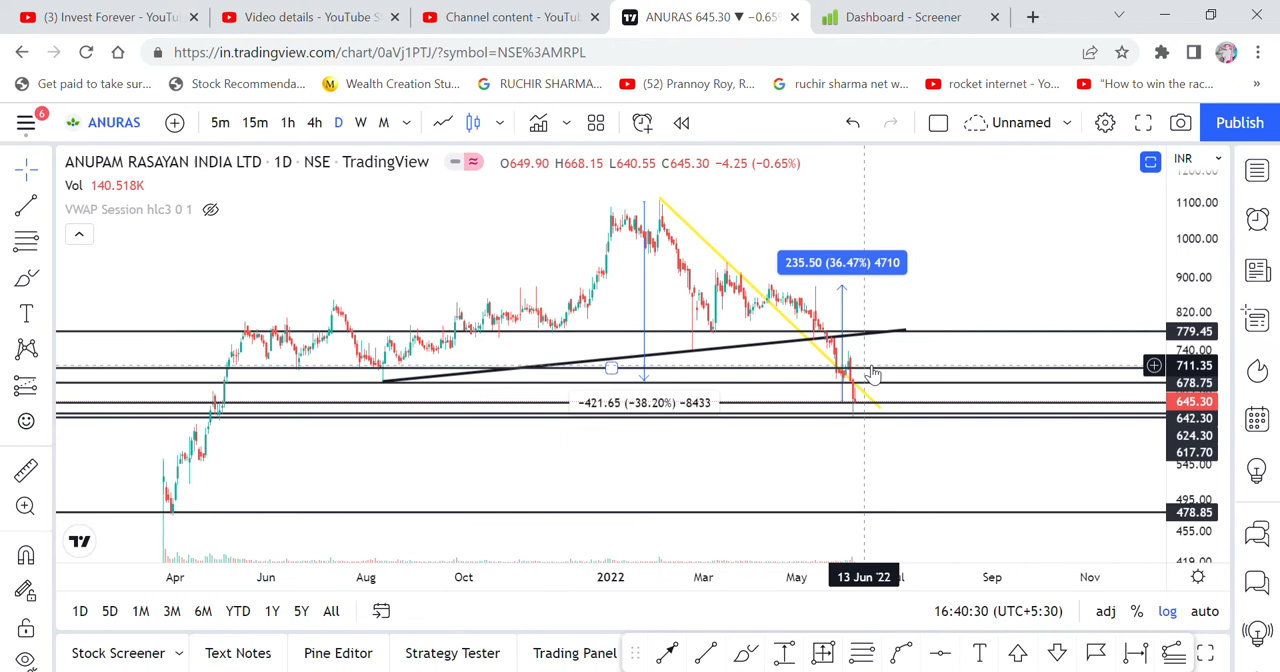 (3) Invest Forever - YouTu
Video details - YouTube S
Channel content - YouTub
ANURAS 645.30 ▼ −0.65%
Dashboard - Screener
https://in.tradingview.com/chart/0aVj1PTJ/?symbol=NSE%3AMRPL
Get paid to take sur...
Stock Recommenda...
Wealth Creation Stu...
RUCHIR SHARMA...
(52) Prannoy Roy, R...
ruchir sharma net w...
rocket internet - Yo...
"How to win the rac...
»
6
ANURAS
5m 15m 1h 4h D W M
Unnamed
Publish
ANUPAM RASAYAN INDIA LTD · 1D · NSE · TradingView
O649.90 H668.15 L640.55 C645.30 −4.25 (−0.65%)
INR
Vol 140.518K
VWAP Session hlc3 0 1
1100.00
1000.00
900.00
820.00
779.45
740.00
711.35
678.75
645.30
642.30
624.30
617.70
545.00
495.00
478.85
455.00
235.50 (36.47%) 4710
−421.65 (−38.20%) −8433
Apr Jun Aug Oct 2022 Mar May 13 Jun '22 Sep Nov
1D 5D 1M 3M 6M YTD 1Y 5Y All
16:40:30 (UTC+5:30)
adj % log auto
Stock Screener Text Notes Pine Editor Strategy Tester Trading Panel